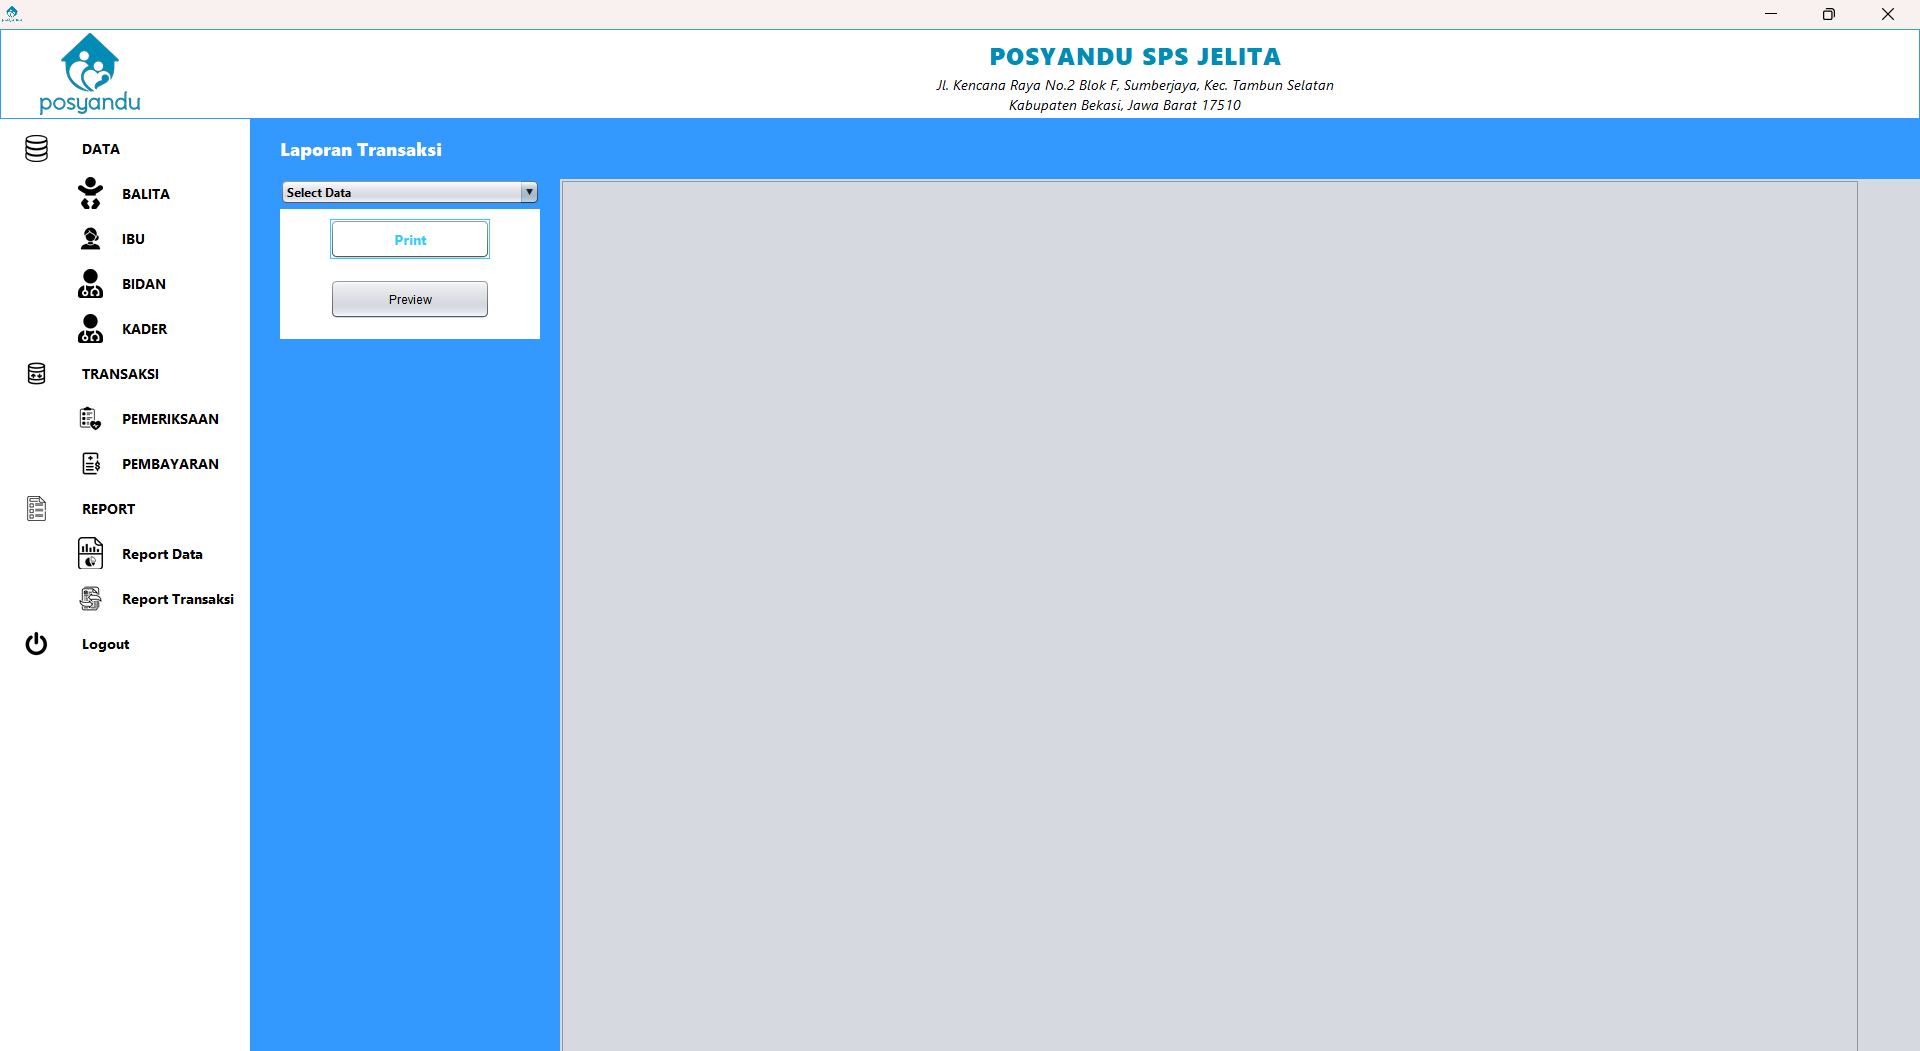 posyandu
POSYANDU SPS JELITA
Jl. Kencana Raya No.2 Blok F, Sumberjaya, Kec. Tambun Selatan
Kabupaten Bekasi, Jawa Barat 17510
DATA
BALITA
IBU
BIDAN
KADER
TRANSAKSI
PEMERIKSAAN
PEMBAYARAN
REPORT
Report Data
Report Transaksi
Logout
Laporan Transaksi
Select Data
Print
Preview